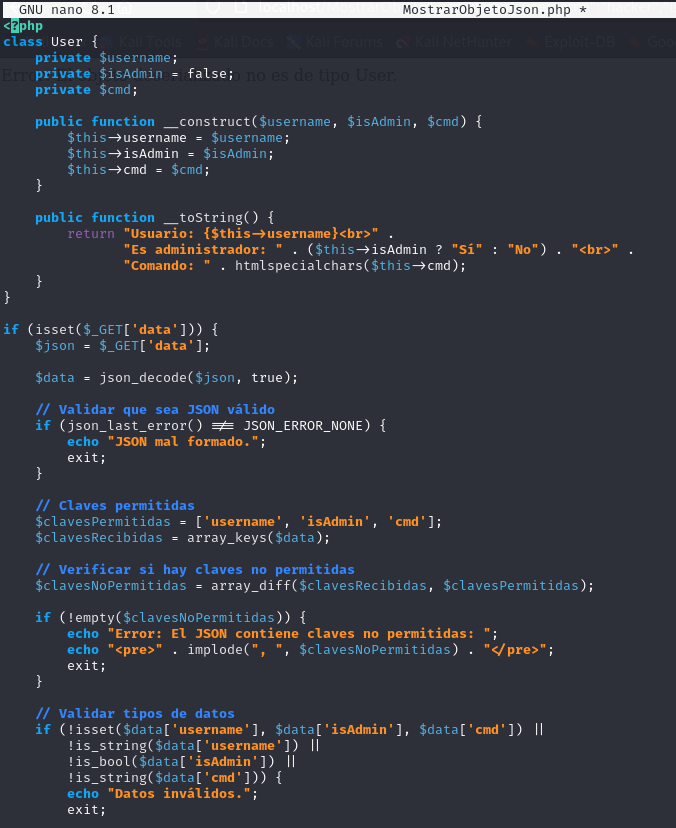 GNU nano 8.1 MostrarObjetoJson.php *
<?php
class User {
    private $username;
    private $isAdmin = false;
    private $cmd;

    public function __construct($username, $isAdmin, $cmd) {
        $this->username = $username;
        $this->isAdmin = $isAdmin;
        $this->cmd = $cmd;
    }

    public function __toString() {
        return "Usuario: {$this->username}<br>" .
               "Es administrador: " . ($this->isAdmin ? "Sí" : "No") . "<br>" .
               "Comando: " . htmlspecialchars($this->cmd);
    }
}

if (isset($_GET['data'])) {
    $json = $_GET['data'];

    $data = json_decode($json, true);

    // Validar que sea JSON válido
    if (json_last_error() !== JSON_ERROR_NONE) {
        echo "JSON mal formado.";
        exit;
    }

    // Claves permitidas
    $clavesPermitidas = ['username', 'isAdmin', 'cmd'];
    $clavesRecibidas = array_keys($data);

    // Verificar si hay claves no permitidas
    $clavesNoPermitidas = array_diff($clavesRecibidas, $clavesPermitidas);

    if (!empty($clavesNoPermitidas)) {
        echo "Error: El JSON contiene claves no permitidas: ";
        echo "<pre>" . implode(", ", $clavesNoPermitidas) . "</pre>";
        exit;
    }

    // Validar tipos de datos
    if (!isset($data['username'], $data['isAdmin'], $data['cmd']) ||
        !is_string($data['username']) ||
        !is_bool($data['isAdmin']) ||
        !is_string($data['cmd'])) {
        echo "Datos inválidos.";
        exit;